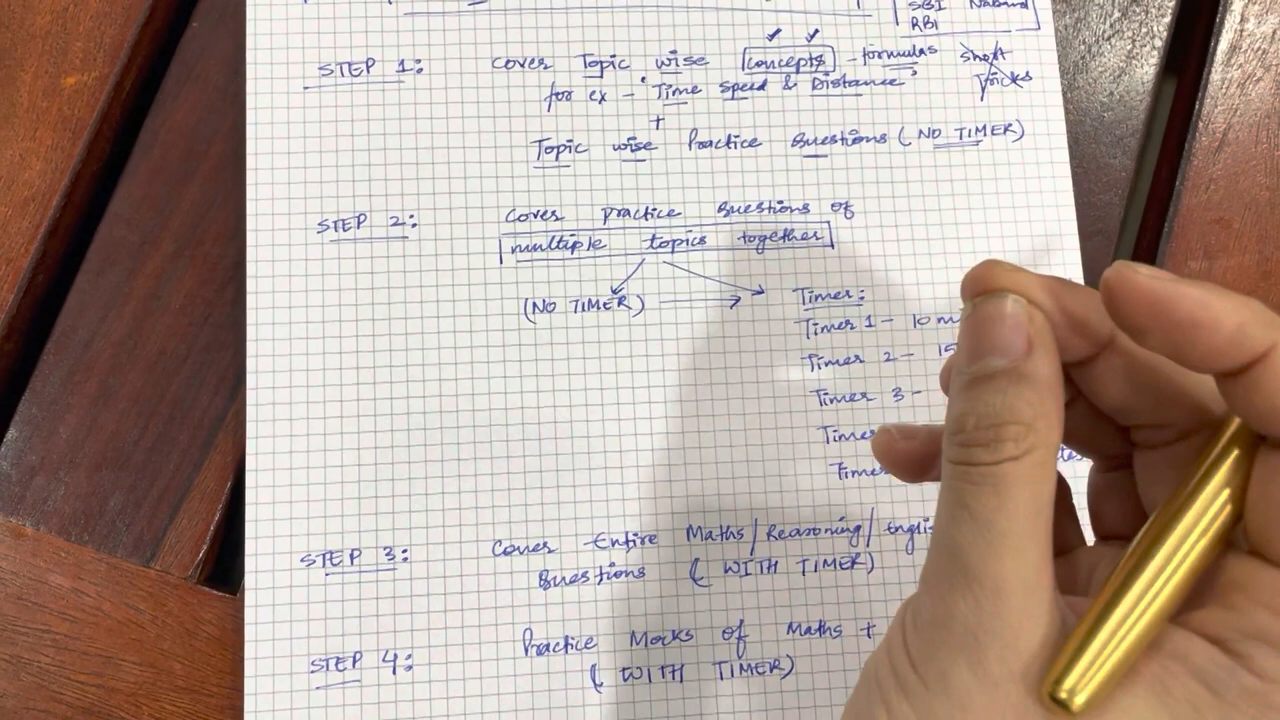 SBI Nabard
RBI
STEP 1: Cover Topic wise concepts - formulas short tricks
for ex - 'Time Speed & Distance'
+
Topic wise Practice Questions (NO TIMER)
STEP 2: Cover practice Questions of
multiple topics together
(NO TIMER)
Timer:
Timer 1 - 10 m
Timer 2 - 15
Timer 3 -
Timer
Timer
STEP 3: Cover Entire Maths/Reasoning/Engli
Questions (WITH TIMER)
STEP 4: Practice Mocks of Maths +
(WITH TIMER)